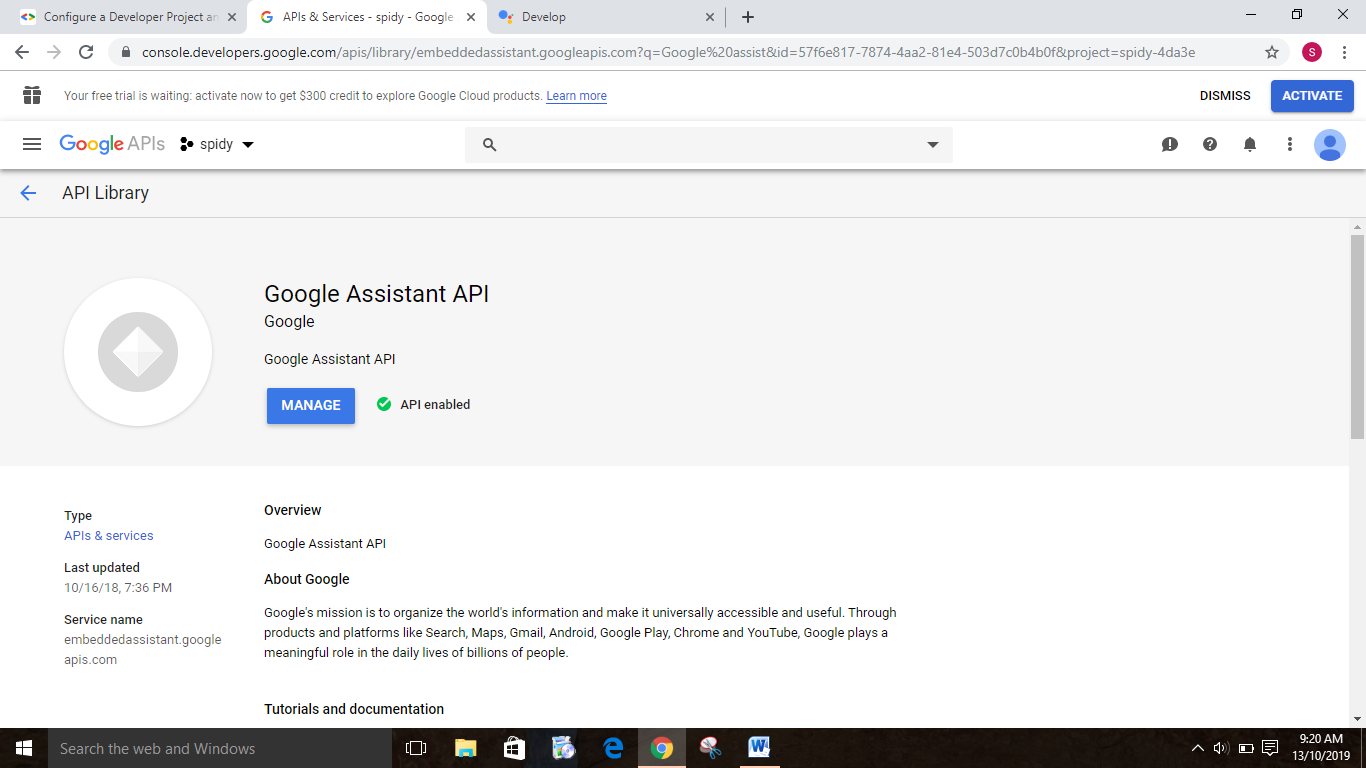 Configure a Developer Project an
APIs & Services - spidy - Google
Develop
console.developers.google.com/apis/library/embeddedassistant.googleapis.com?q=Google%20assist&id=57f6e817-7874-4aa2-81e4-503d7c0b4b0f&project=spidy-4da3e
S
Your free trial is waiting: activate now to get $300 credit to explore Google Cloud products. Learn more
DISMISS
ACTIVATE
Google APIs
spidy
API Library
Google Assistant API
Google
Google Assistant API
MANAGE
API enabled
Type
APIs & services
Last updated
10/16/18, 7:36 PM
Service name
embeddedassistant.google
apis.com
Overview
Google Assistant API
About Google
Google's mission is to organize the world's information and make it universally accessible and useful. Through
products and platforms like Search, Maps, Gmail, Android, Google Play, Chrome and YouTube, Google plays a
meaningful role in the daily lives of billions of people.
Tutorials and documentation
Search the web and Windows
9:20 AM
13/10/2019